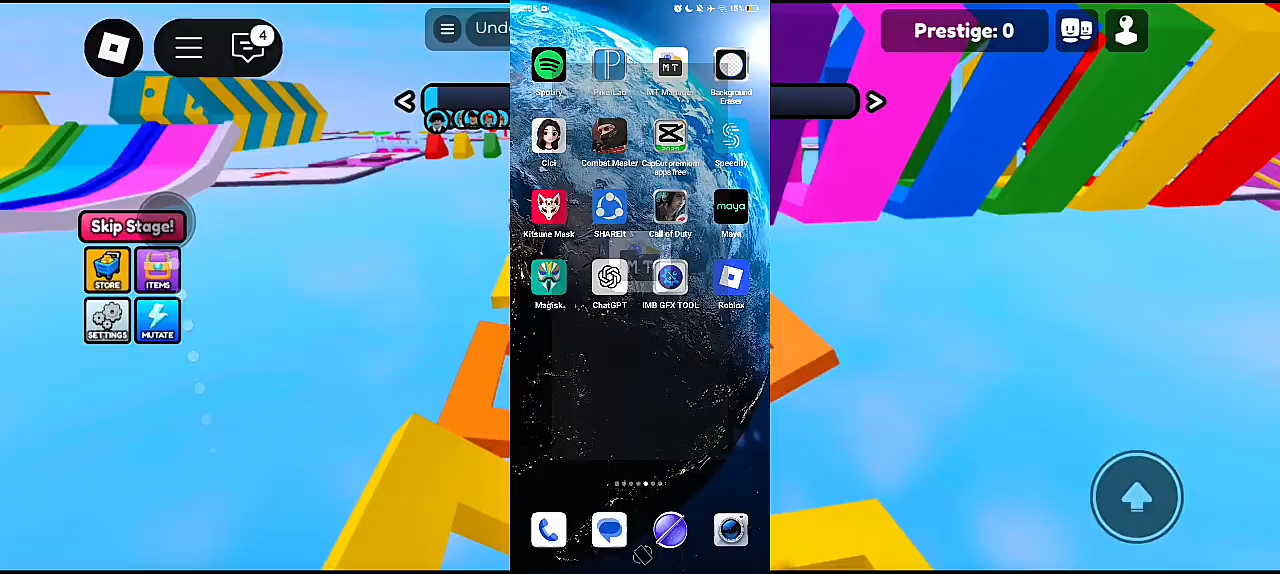 4
Und
Prestige: 0
15%
Spotify
PixelLab
MT
MT Manager
Background
Eraser
Cici
Combat Master
CapCut premium
apps free
Speedify
Skip Stage!
STORE
ITEMS
SETTINGS
MUTATE
Kitsune Mask
SHAREit
Call of Duty
maya
Maya
Magisk
ChatGPT
IMB GFX TOOL
Roblox